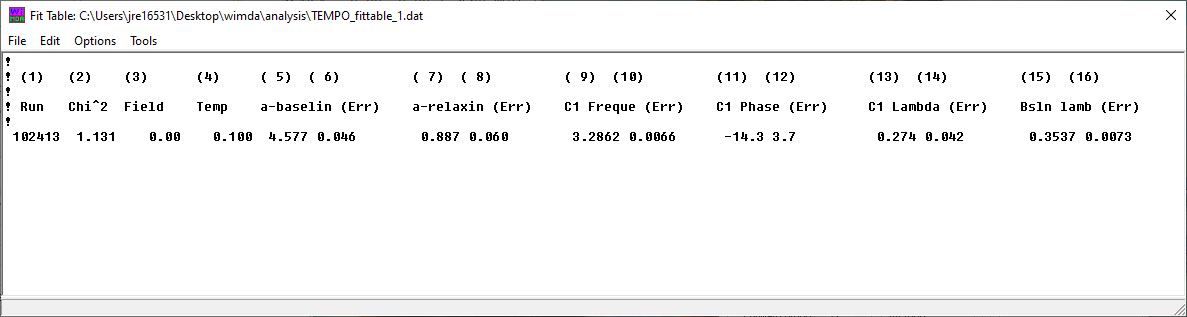 Fit Table: C:\Users\jre16531\Desktop\wimda\analysis\TEMPO_fittable_1.dat
File Edit Options Tools
!
! (1) (2) (3) (4) ( 5) ( 6) ( 7) ( 8) ( 9) (10) (11) (12) (13) (14) (15) (16)
!
! Run Chi^2 Field Temp a-baselin (Err) a-relaxin (Err) C1 Freque (Err) C1 Phase (Err) C1 Lambda (Err) Bsln lamb (Err)
!
102413 1.131 0.00 0.100 4.577 0.046 0.887 0.060 3.2862 0.0066 -14.3 3.7 0.274 0.042 0.3537 0.0073